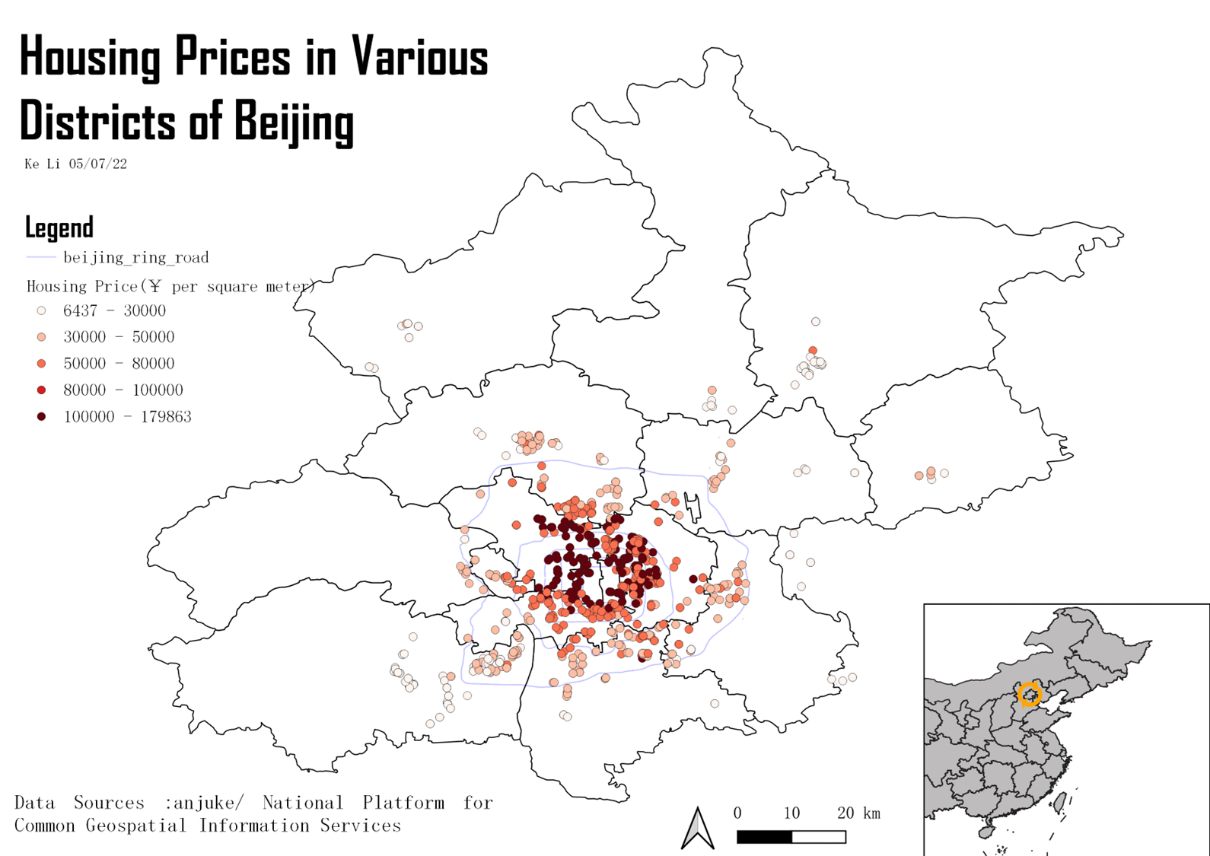 Housing Prices in Various
Districts of Beijing
Ke Li 05/07/22
Legend
beijing_ring_road
Housing Price(¥ per square meter)
6437 - 30000
30000 - 50000
50000 - 80000
80000 - 100000
100000 - 179863
Data Sources :anjuke/ National Platform for
Common Geospatial Information Services
0 10 20 km